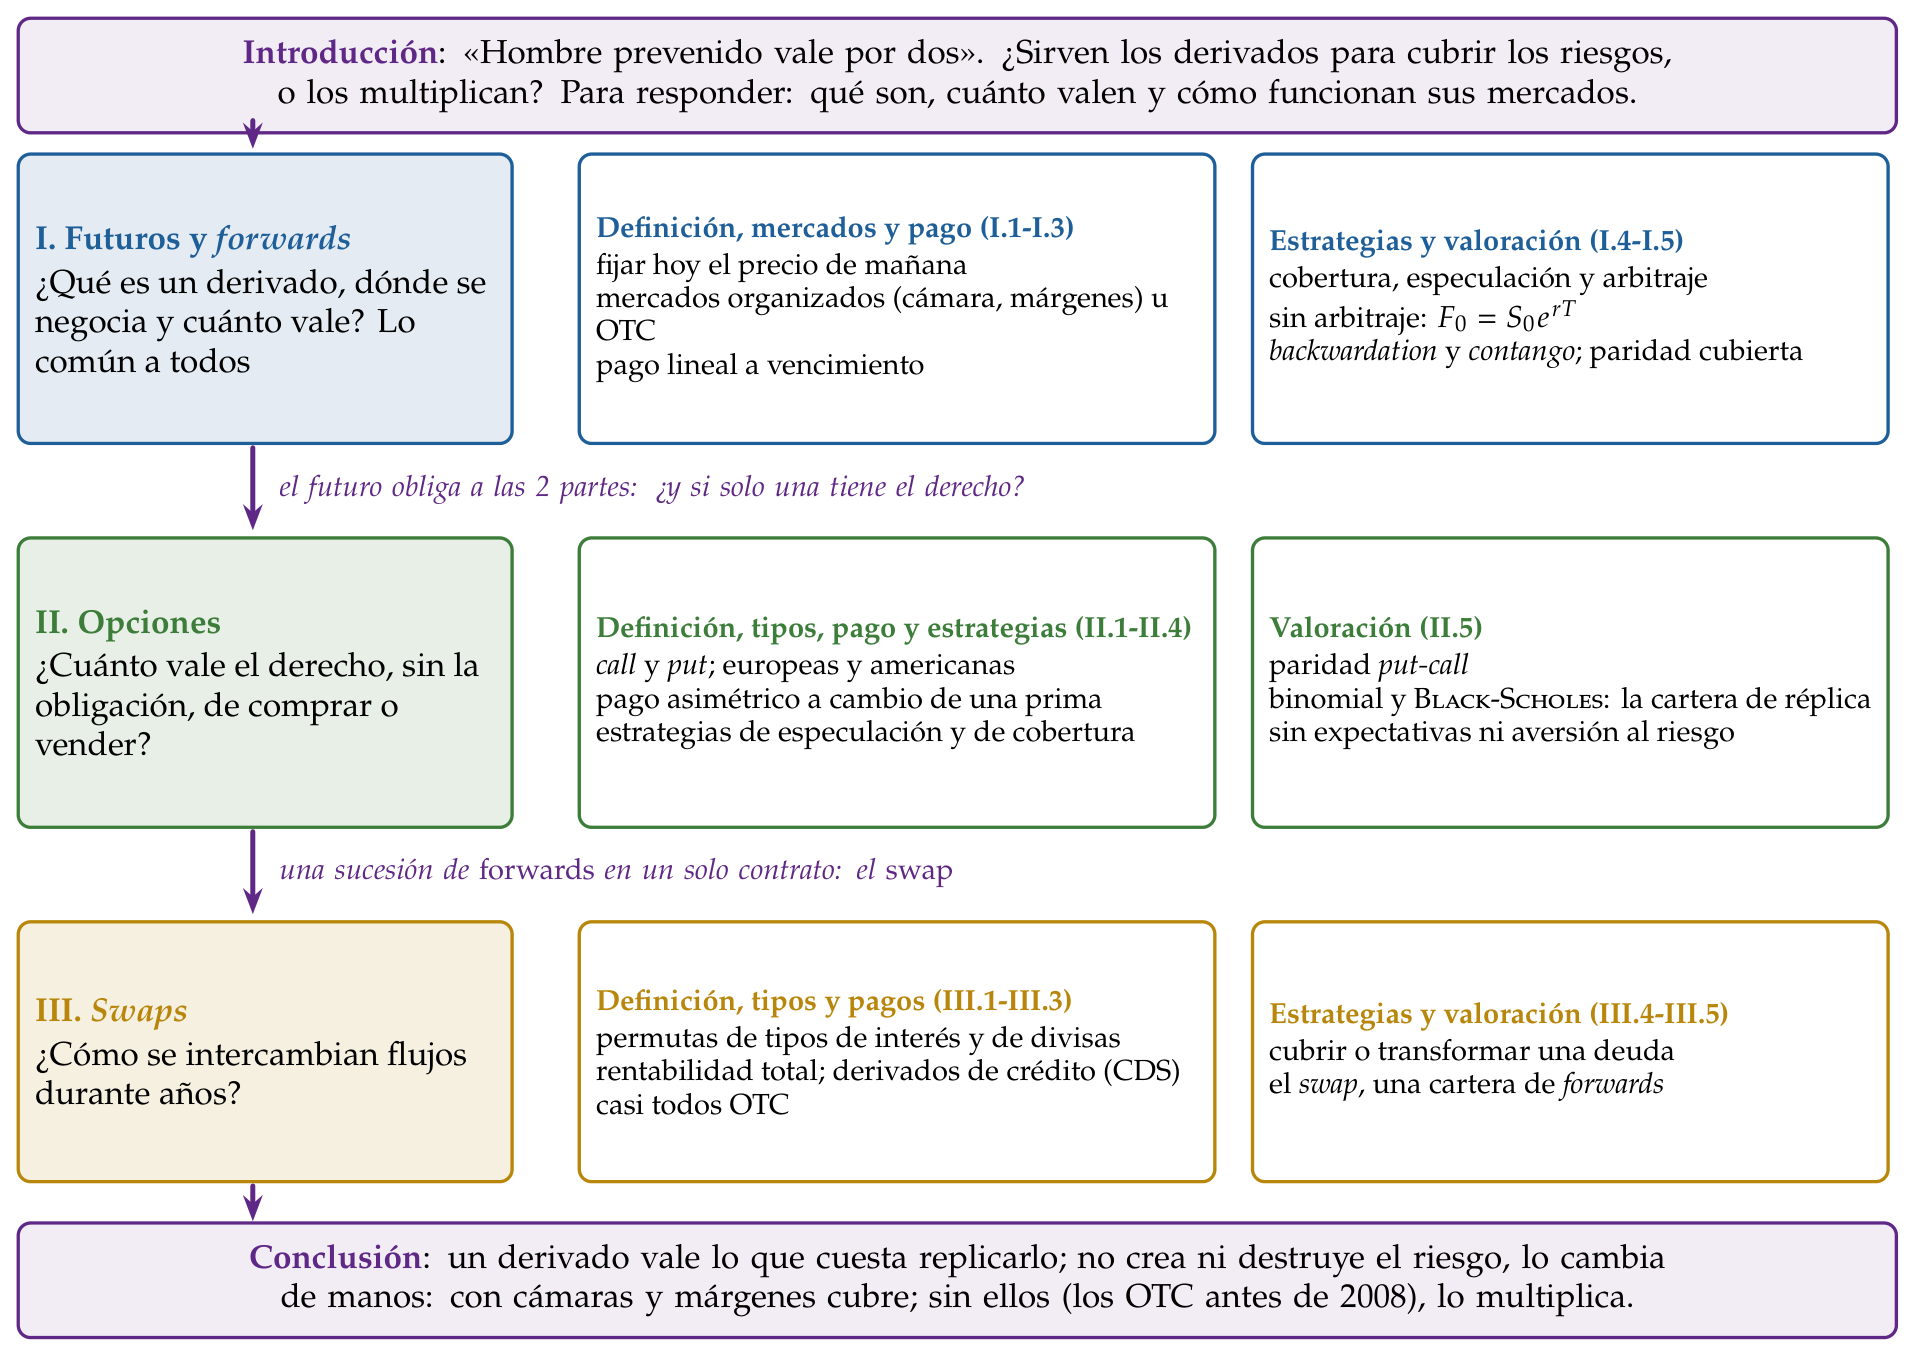 Introducción: «Hombre prevenido vale por dos». ¿Sirven los derivados para cubrir los riesgos,
o los multiplican? Para responder: qué son, cuánto valen y cómo funcionan sus mercados.
I. Futuros y forwards
¿Qué es un derivado, dónde se
negocia y cuánto vale? Lo
común a todos
Definición, mercados y pago (I.1-I.3)
fijar hoy el precio de mañana
mercados organizados (cámara, márgenes) u
OTC
pago lineal a vencimiento
Estrategias y valoración (I.4-I.5)
cobertura, especulación y arbitraje
sin arbitraje: $F_0 = S_0 e^{rT}$
backwardation y contango; paridad cubierta
el futuro obliga a las 2 partes: ¿y si solo una tiene el derecho?
II. Opciones
¿Cuánto vale el derecho, sin la
obligación, de comprar o
vender?
Definición, tipos, pago y estrategias (II.1-II.4)
call y put; europeas y americanas
pago asimétrico a cambio de una prima
estrategias de especulación y de cobertura
Valoración (II.5)
paridad put-call
binomial y Black-Scholes: la cartera de réplica
sin expectativas ni aversión al riesgo
una sucesión de forwards en un solo contrato: el swap
III. Swaps
¿Cómo se intercambian flujos
durante años?
Definición, tipos y pagos (III.1-III.3)
permutas de tipos de interés y de divisas
rentabilidad total; derivados de crédito (CDS)
casi todos OTC
Estrategias y valoración (III.4-III.5)
cubrir o transformar una deuda
el swap, una cartera de forwards
Conclusión: un derivado vale lo que cuesta replicarlo; no crea ni destruye el riesgo, lo cambia
de manos: con cámaras y márgenes cubre; sin ellos (los OTC antes de 2008), lo multiplica.